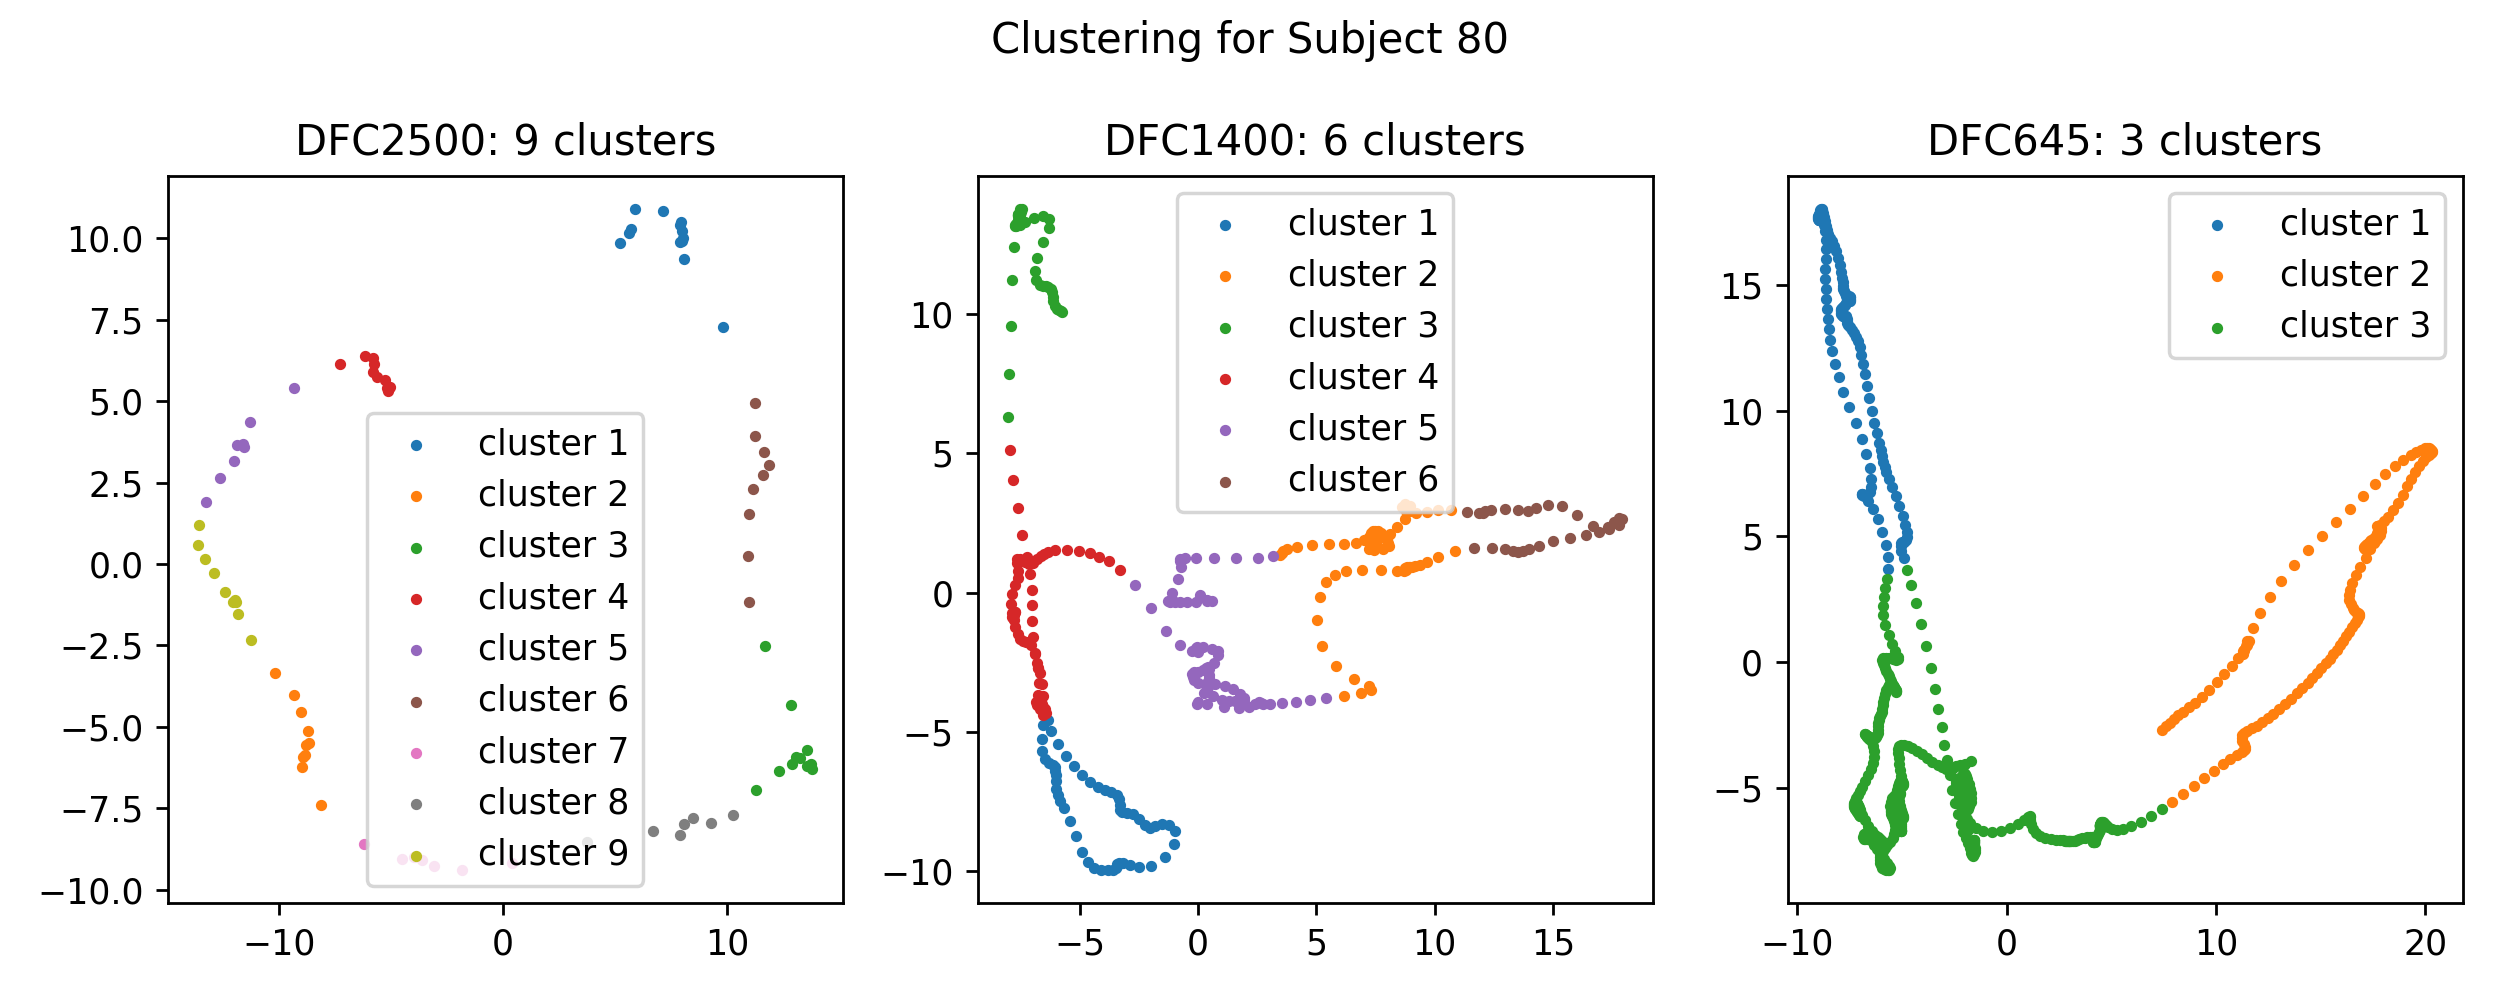 Clustering for Subject 80
DFC2500: 9 clusters
10.0
7.5
5.0
2.5
0.0
−2.5
−5.0
−7.5
−10.0
−10
0
10
cluster 1
cluster 2
cluster 3
cluster 4
cluster 5
cluster 6
cluster 7
cluster 8
cluster 9
DFC1400: 6 clusters
10
5
0
−5
−10
−5
0
5
10
15
cluster 1
cluster 2
cluster 3
cluster 4
cluster 5
cluster 6
DFC645: 3 clusters
15
10
5
0
−5
−10
0
10
20
cluster 1
cluster 2
cluster 3